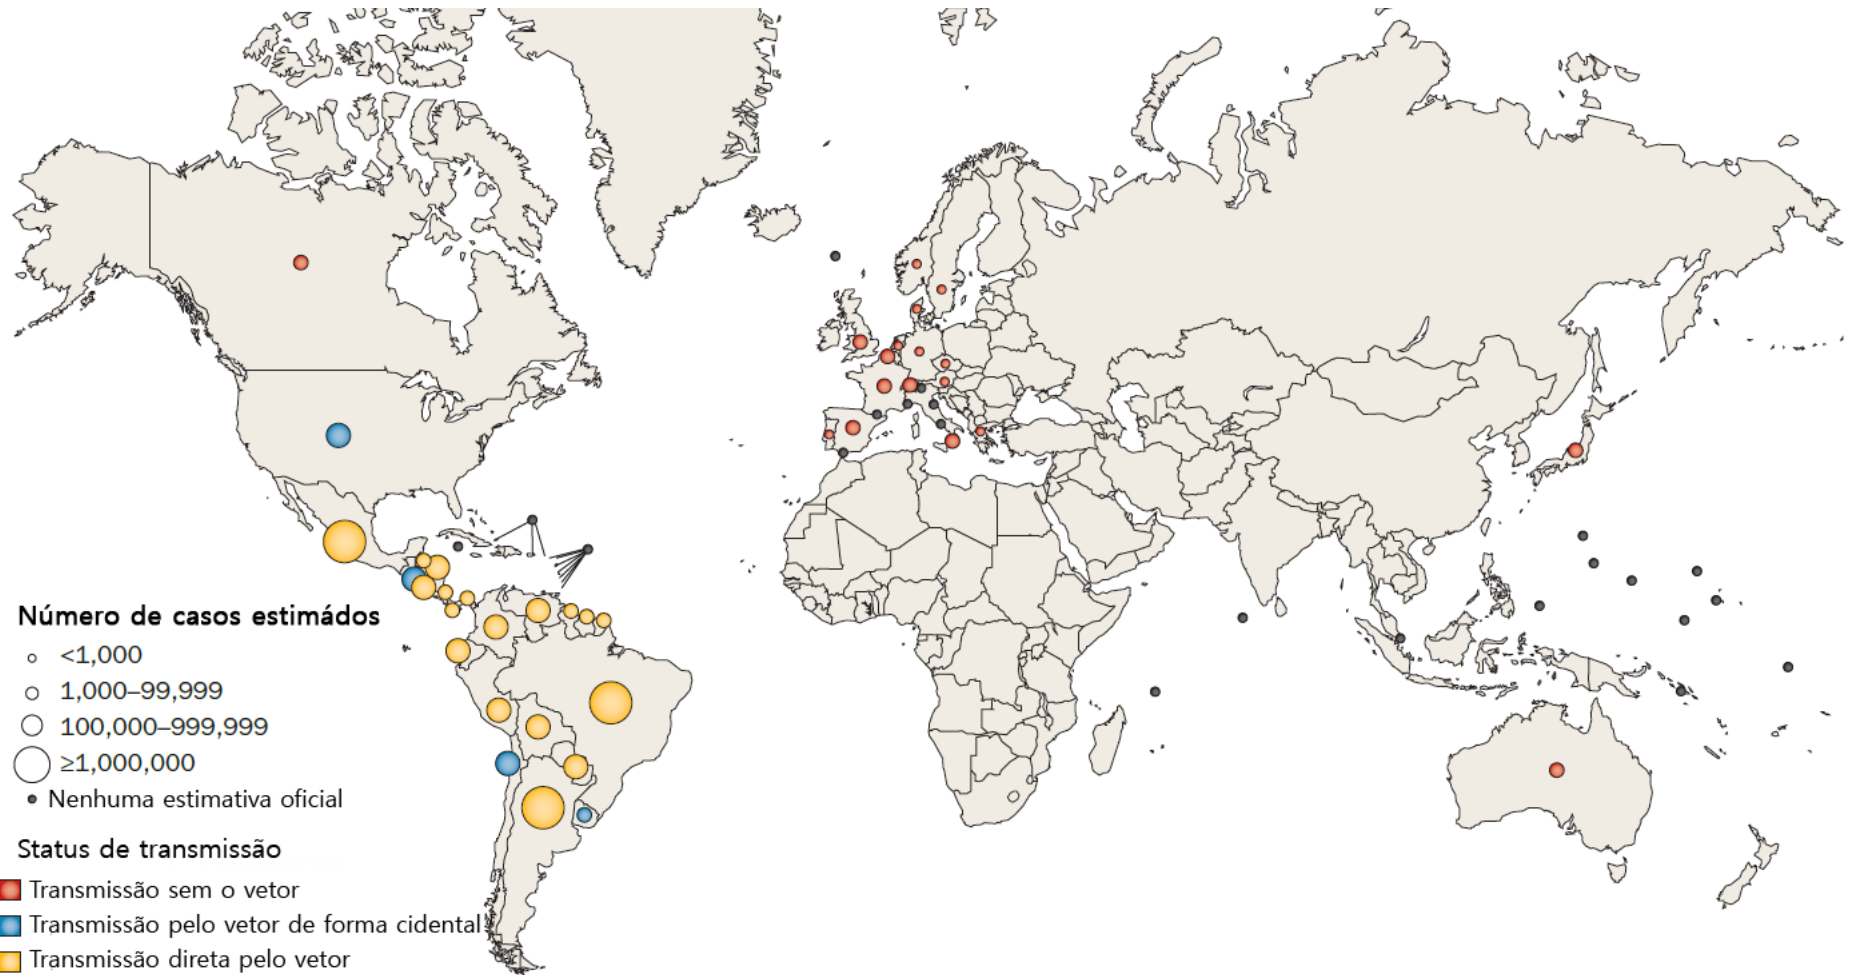 Número de casos estimádos
<1,000
1,000–99,999
100,000–999,999
≥1,000,000
Nenhuma estimativa oficial
Status de transmissão
Transmissão sem o vetor
Transmissão pelo vetor de forma cidental
Transmissão direta pelo vetor